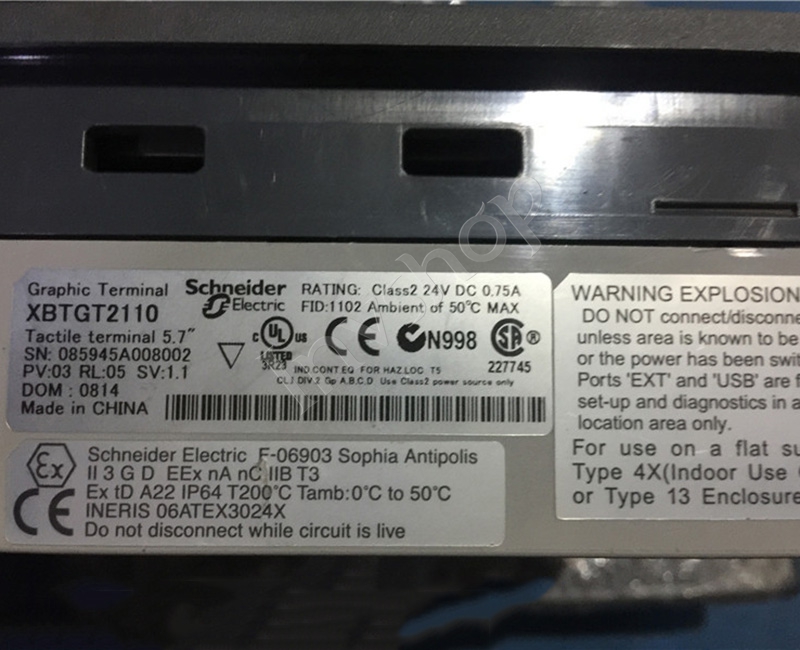 Graphic Terminal
XBTGT2110
Tactile terminal 5.7"
SN: 085945A008002
PV:03 RL:05 SV:1.1
DOM : 0814
Made in CHINA
Schneider
Electric
RATING: Class2 24V DC 0.75A
FID:1102 Ambient of 50°C MAX
C UL US
LISTED
3R23
CE
N998
SA ®
IND.CONT.EQ. FOR HAZ.LOC. T5
227745
CL.I DIV.2 Gp A,B,C,D Use Class2 power source only
Ex
CE
Schneider Electric F-06903 Sophia Antipolis
II 3 G D EEx nA nC IIB T3
Ex tD A22 IP64 T200°C Tamb:0°C to 50°C
INERIS 06ATEX3024X
Do not disconnect while circuit is live
WARNING EXPLOSION
DO NOT connect/disconne
unless area is known to be
or the power has been swit
Ports 'EXT' and 'USB' are f
set-up and diagnostics in a
location area only.
For use on a flat su
Type 4X(Indoor Use
or Type 13 Enclosure